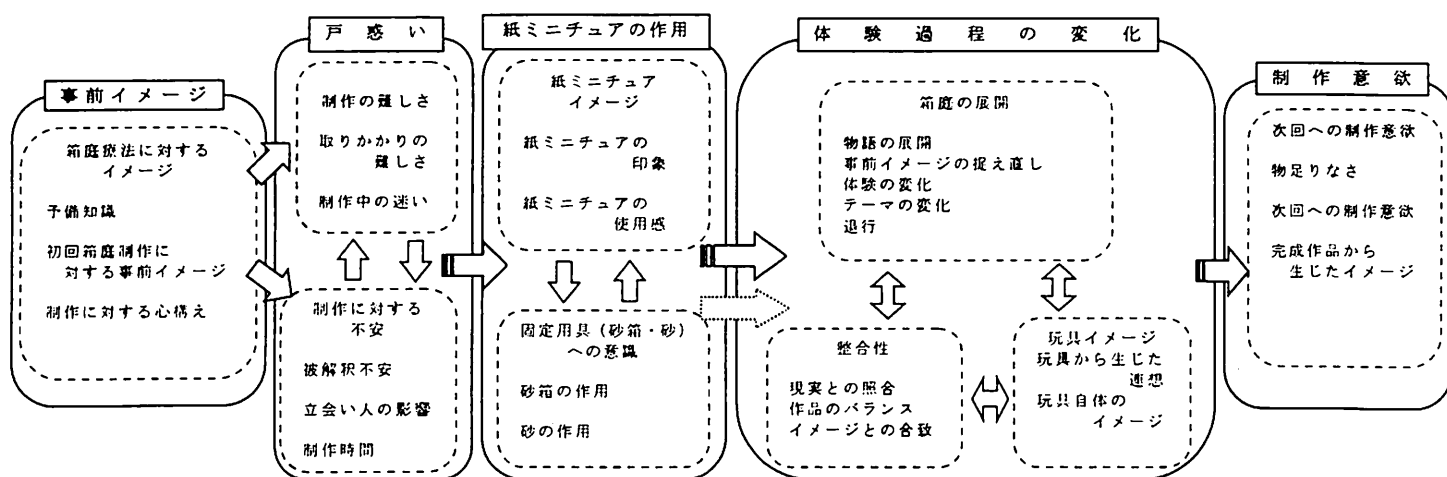 事前イメージ
箱庭療法に対する
イメージ
予備知識
初回箱庭制作に
対する事前イメージ
制作に対する心構え
戸惑い
制作の難しさ
取りかかりの
難しさ
制作中の迷い
制作に対する
不安
被解釈不安
立会い人の影響
制作時間
紙ミニチュアの作用
紙ミニチュア
イメージ
紙ミニチュアの
印象
紙ミニチュアの
使用感
固定用具(砂箱・砂)
への意識
砂箱の作用
砂の作用
体験過程の変化
箱庭の展開
物語の展開
事前イメージの捉え直し
体験の変化
テーマの変化
退行
整合性
現実との照合
作品のバランス
イメージとの合致
玩具イメージ
玩具から生じた
連想
玩具自体の
イメージ
制作意欲
次回への制作意欲
物足りなさ
次回への制作意欲
完成作品から
生じたイメージ